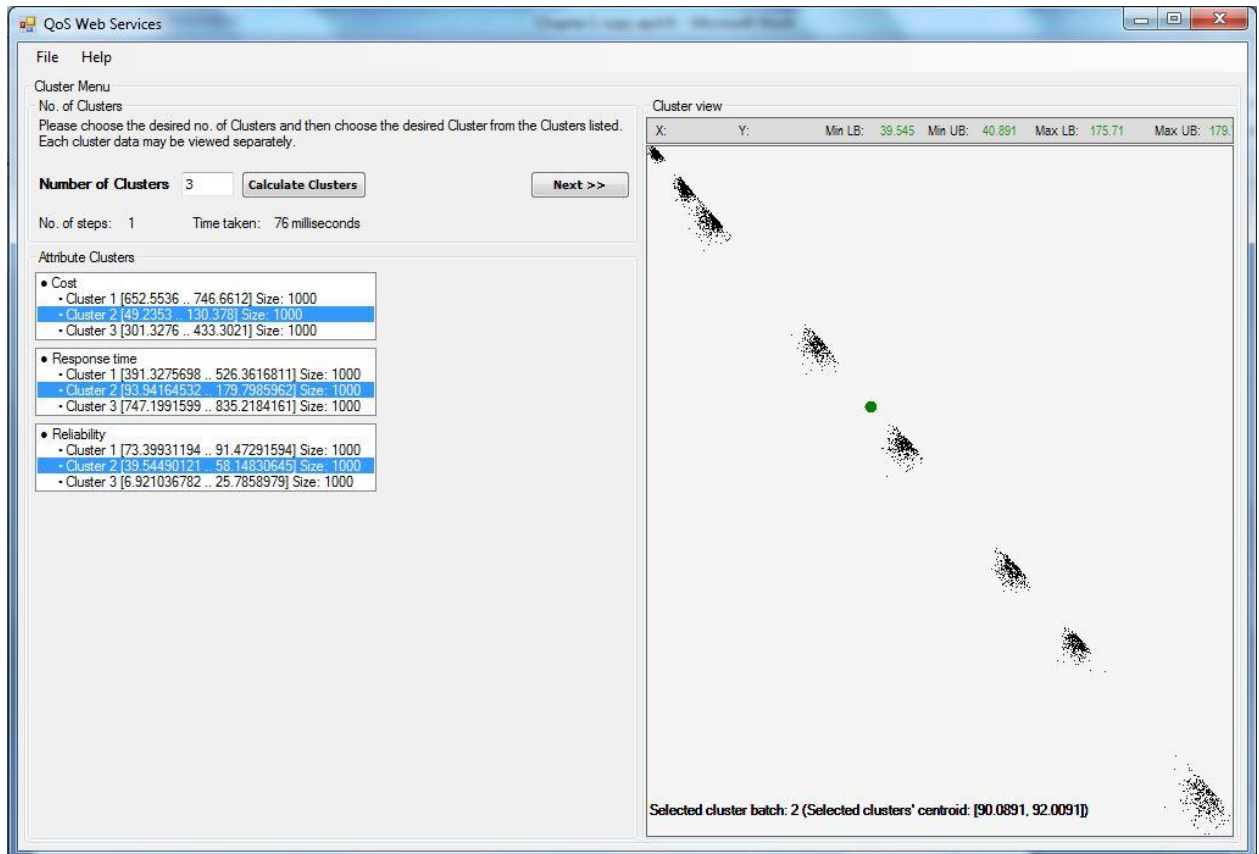 QoS Web Services
File Help
Cluster Menu
No. of Clusters
Please choose the desired no. of Clusters and then choose the desired Cluster from the Clusters listed.
Each cluster data may be viewed separately.
Number of Clusters 3 Calculate Clusters Next >>
No. of steps: 1 Time taken: 76 milliseconds
Attribute Clusters
● Cost
• Cluster 1 [652.5536 .. 746.6612] Size: 1000
• Cluster 2 [49.2353 .. 130.378] Size: 1000
• Cluster 3 [301.3276 .. 433.3021] Size: 1000
● Response time
• Cluster 1 [391.3275698 .. 526.3616811] Size: 1000
• Cluster 2 [93.94164532 .. 179.7985962] Size: 1000
• Cluster 3 [747.1991599 .. 835.2184161] Size: 1000
● Reliability
• Cluster 1 [73.39931194 .. 91.47291594] Size: 1000
• Cluster 2 [39.54490121 .. 58.14830645] Size: 1000
• Cluster 3 [6.921036782 .. 25.7858979] Size: 1000
Cluster view
X: Y: Min LB: 39.545 Min UB: 40.891 Max LB: 175.71 Max UB: 179.
Selected cluster batch: 2 (Selected clusters' centroid: [90.0891, 92.0091])